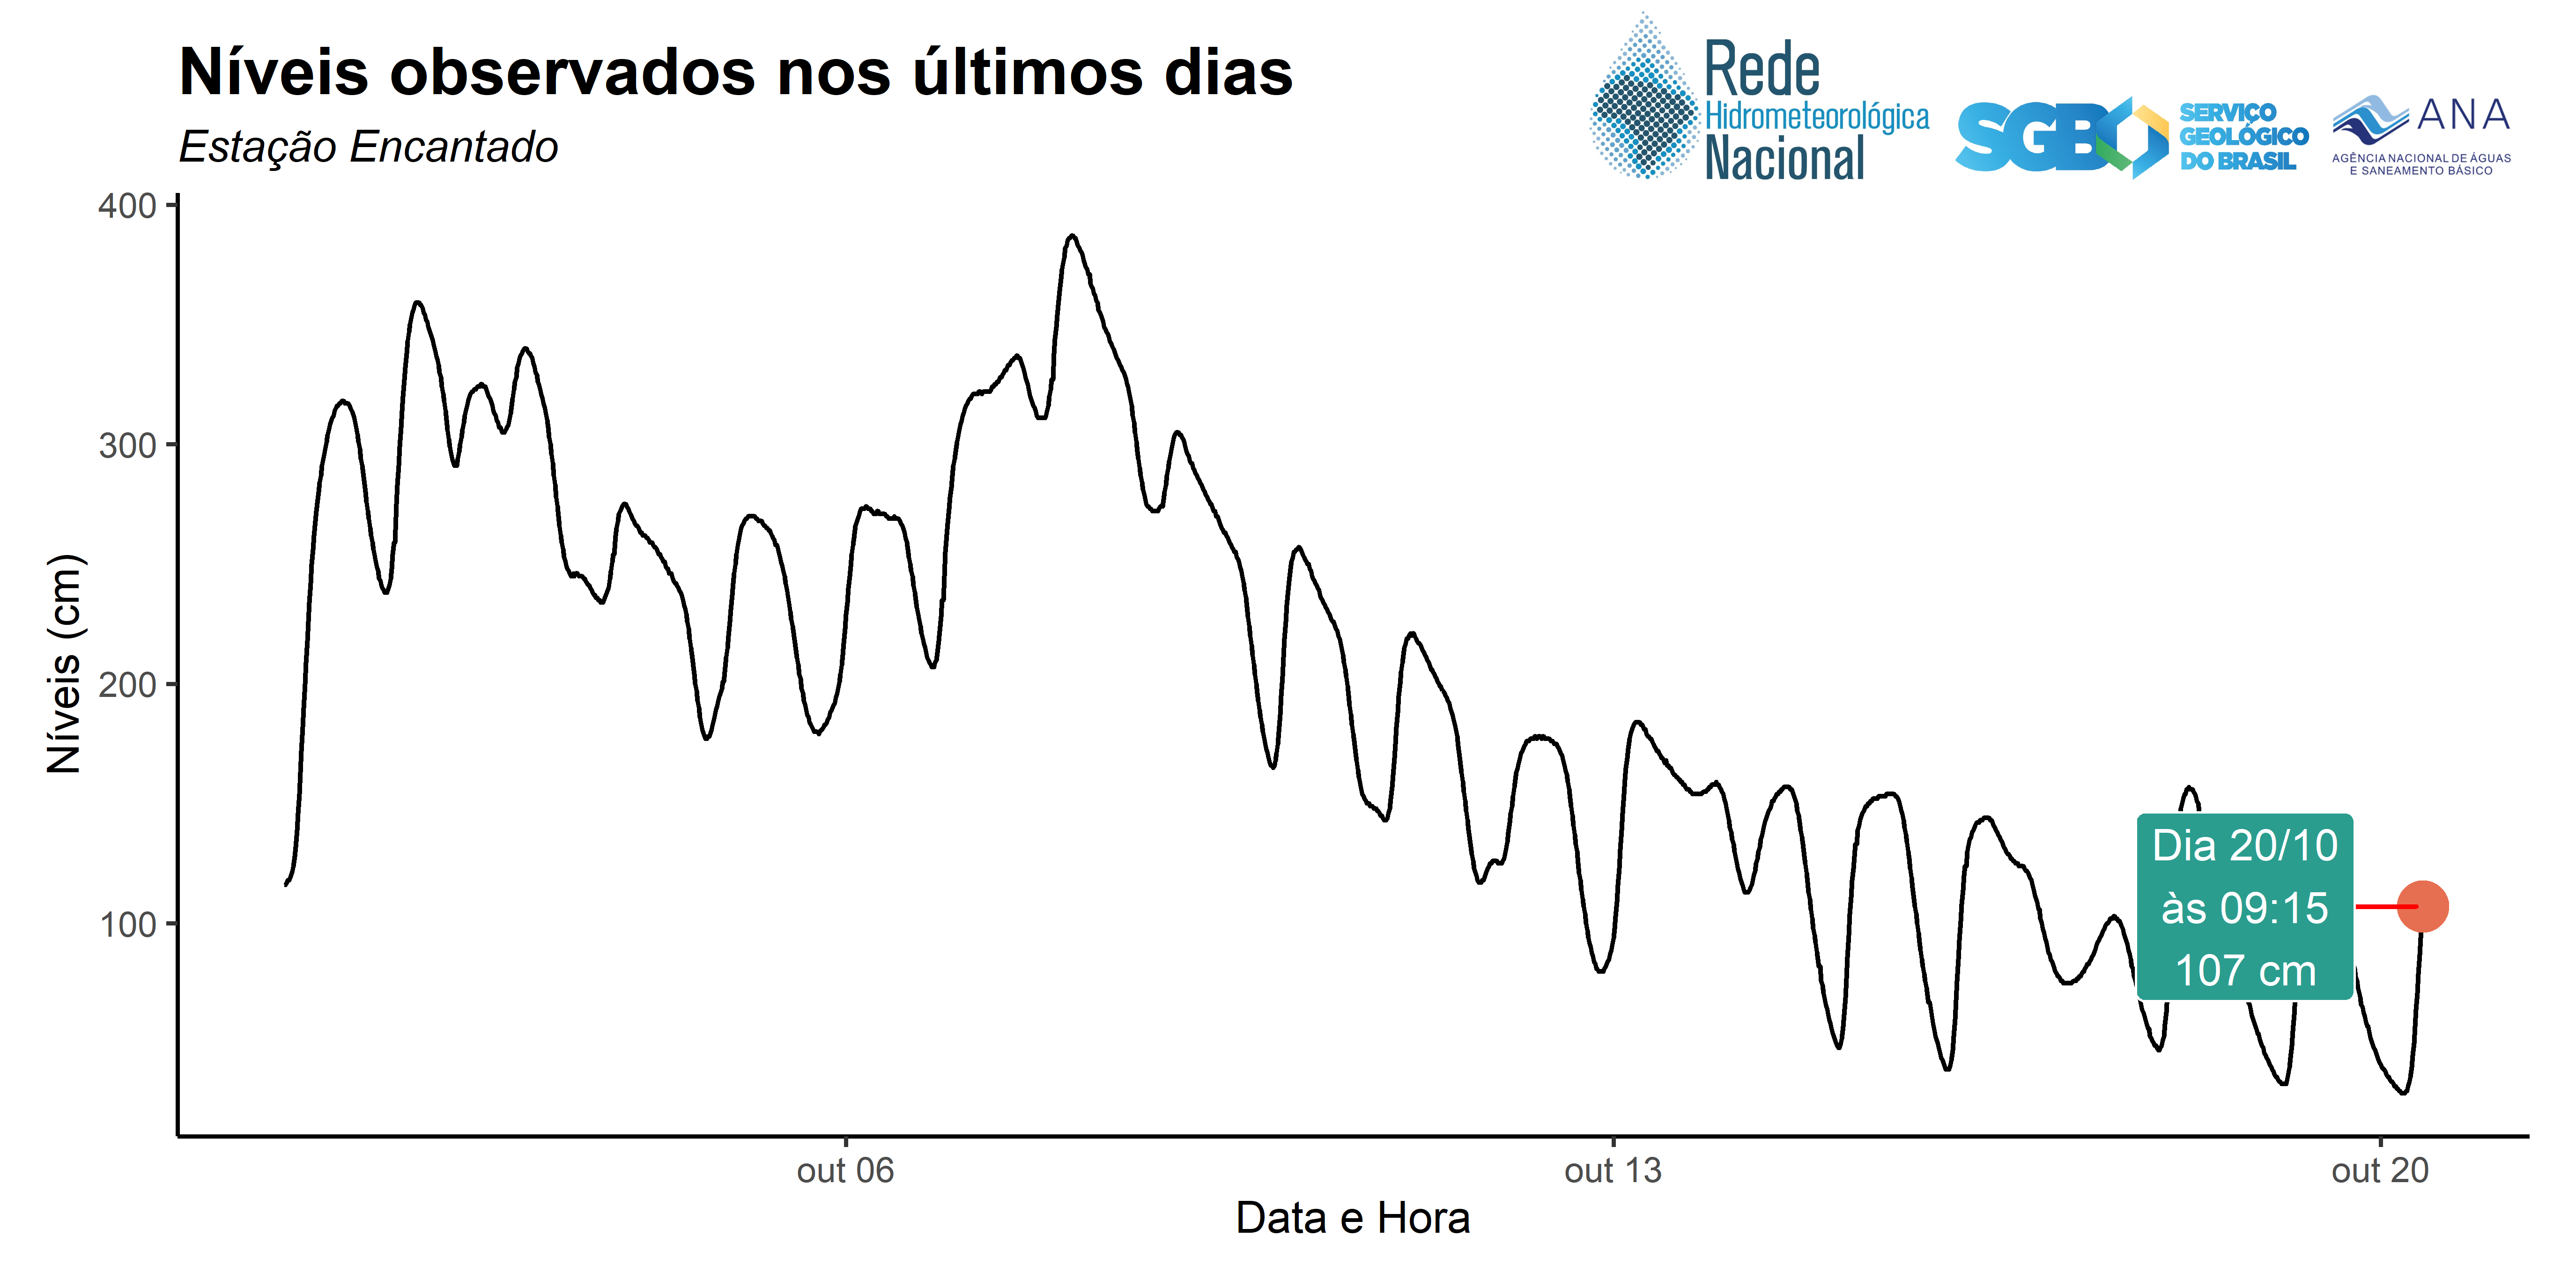 Níveis observados nos últimos dias
Estação Encantado
Rede
Hidrometeorológica
Nacional
SGB
SERVIÇO
GEOLÓGICO
DO BRASIL
ANA
AGÊNCIA NACIONAL DE ÁGUAS
E SANEAMENTO BÁSICO
400
300
200
100
Níveis (cm)
Dia 20/10
às 09:15
107 cm
out 06
out 13
out 20
Data e Hora